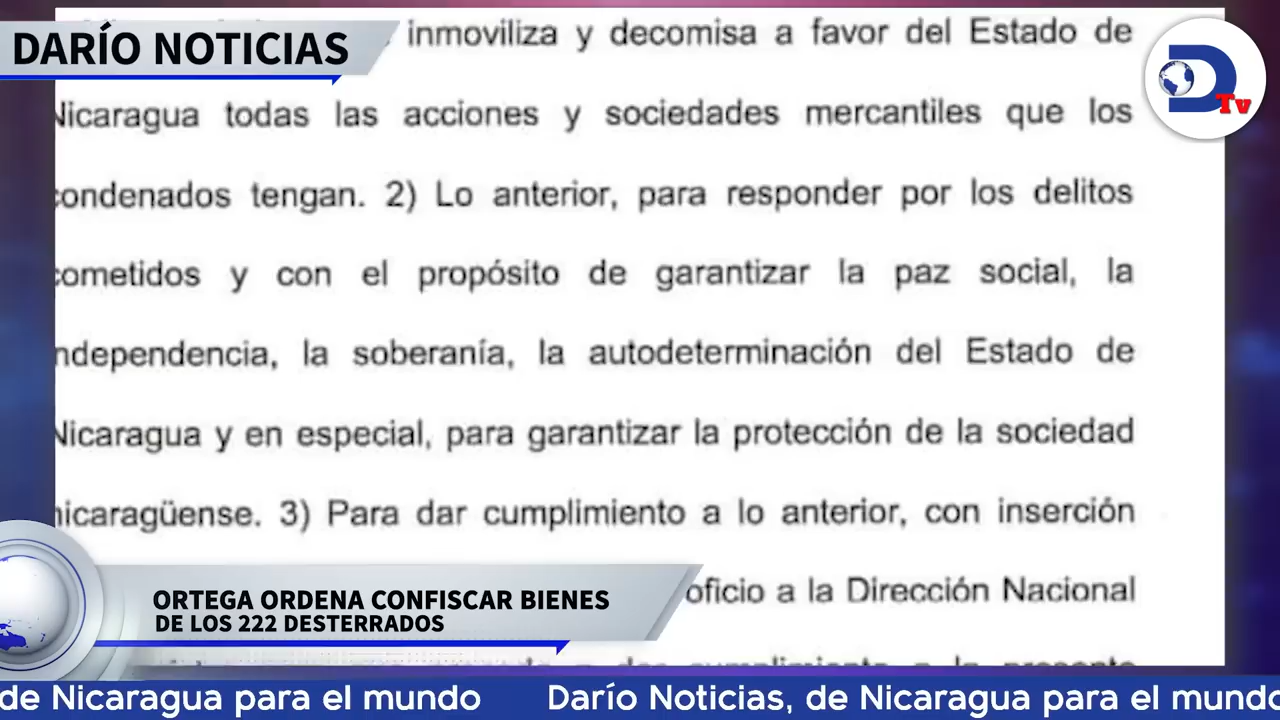 DARÍO NOTICIAS
inmoviliza y decomisa a favor del Estado de
D
Tv
Nicaragua todas las acciones y sociedades mercantiles que los
condenados tengan. 2) Lo anterior, para responder por los delitos
cometidos y con el propósito de garantizar la paz social, la
independencia, la soberanía, la autodeterminación del Estado de
Nicaragua y en especial, para garantizar la protección de la sociedad
nicaragüense. 3) Para dar cumplimiento a lo anterior, con inserción
oficio a la Dirección Nacional
ORTEGA ORDENA CONFISCAR BIENES
DE LOS 222 DESTERRADOS
de Nicaragua para el mundo Darío Noticias, de Nicaragua para el mundo